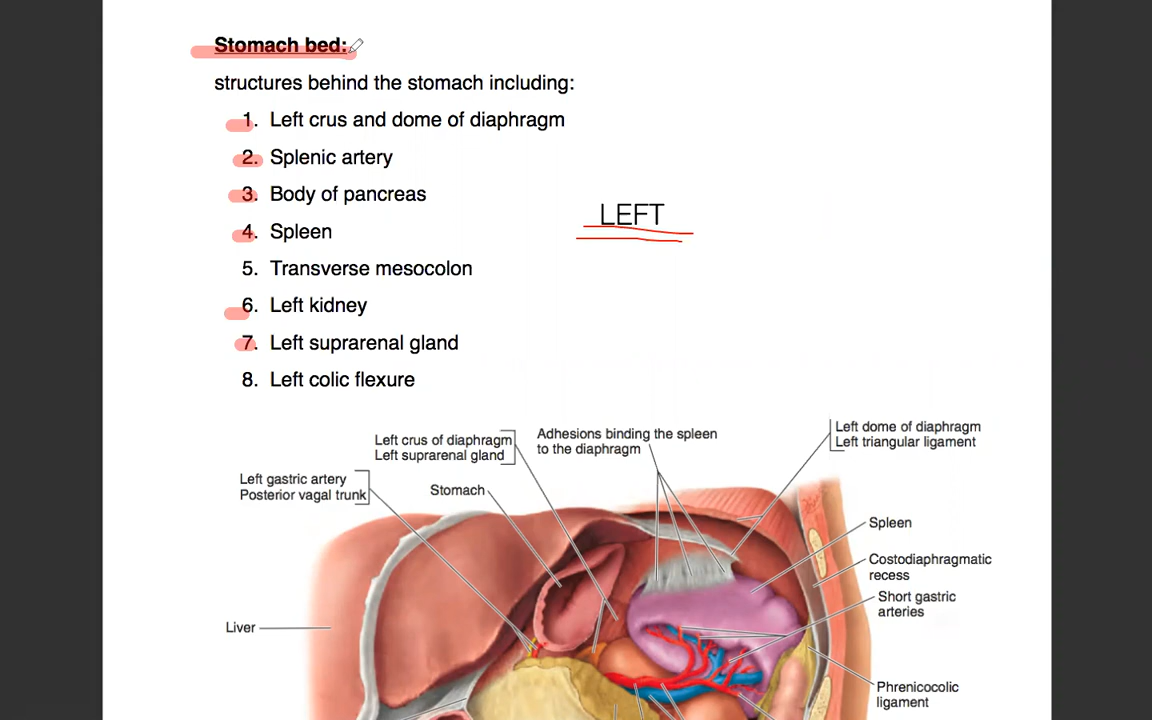 Stomach bed:
structures behind the stomach including:
1. Left crus and dome of diaphragm
2. Splenic artery
3. Body of pancreas
LEFT
4. Spleen
5. Transverse mesocolon
6. Left kidney
7. Left suprarenal gland
8. Left colic flexure
Left crus of diaphragm
Left suprarenal gland
Adhesions binding the spleen
to the diaphragm
Left dome of diaphragm
Left triangular ligament
Left gastric artery
Posterior vagal trunk
Stomach
Spleen
Costodiaphragmatic
recess
Short gastric
arteries
Liver
Phrenicocolic
ligament